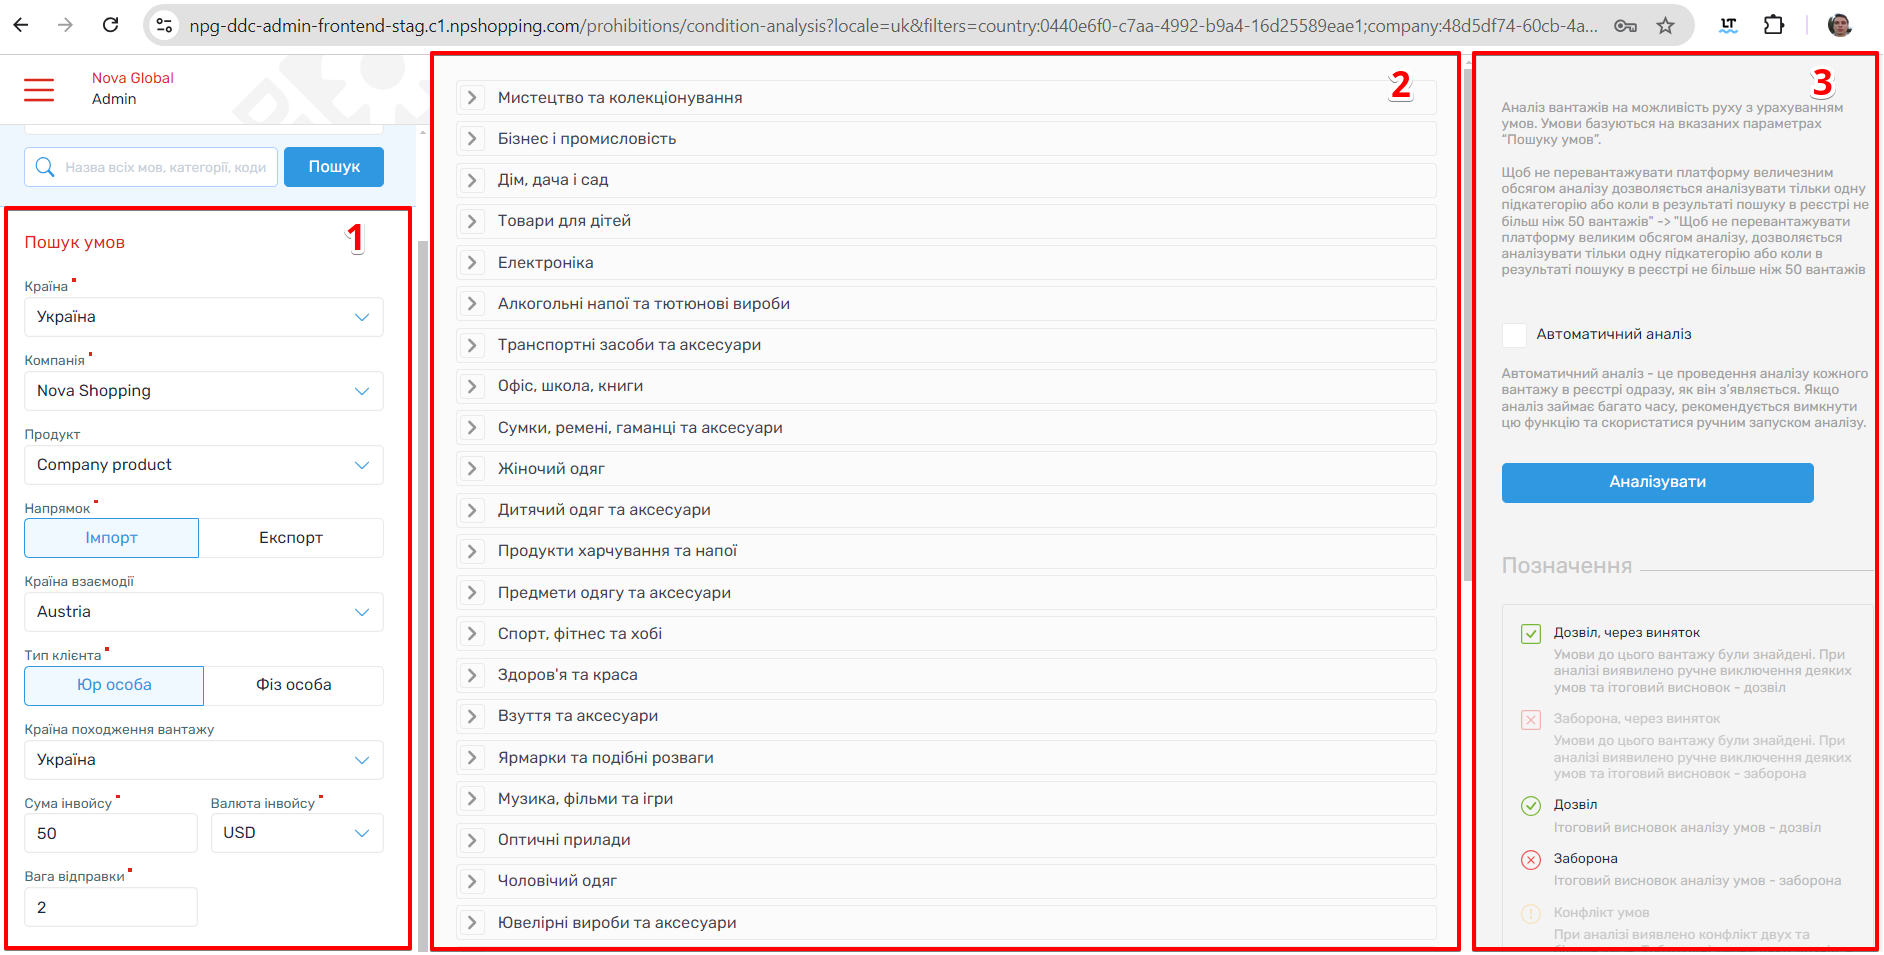 npg-ddc-admin-frontend-stag.c1.npshopping.com/prohibitions/condition-analysis?locale=uk&filters=country:0440e6f0-c7aa-4992-b9a4-16d25589eae1;company:48d5df74-60cb-4a...
Nova Global
Admin
Назва всіх мов, категорії, коди
Пошук
1
Пошук умов
Країна
Україна
Компанія
Nova Shopping
Продукт
Company product
Напрямок
Імпорт
Експорт
Країна взаємодії
Austria
Тип клієнта
Юр особа
Фіз особа
Країна походження вантажу
Україна
Сума інвойсу
Валюта інвойсу
50
USD
Вага відправки
2
2
Мистецтво та колекціонування
Бізнес і промисловість
Дім, дача і сад
Товари для дітей
Електроніка
Алкогольні напої та тютюнові вироби
Транспортні засоби та аксесуари
Офіс, школа, книги
Сумки, ремені, гаманці та аксесуари
Жіночий одяг
Дитячий одяг та аксесуари
Продукти харчування та напої
Предмети одягу та аксесуари
Спорт, фітнес та хобі
Здоров'я та краса
Взуття та аксесуари
Ярмарки та подібні розваги
Музика, фільми та ігри
Оптичні прилади
Чоловічий одяг
Ювелірні вироби та аксесуари
3
Аналіз вантажів на можливість руху з урахуванням
умов. Умови базуються на вказаних параметрах
“Пошуку умов”.
Щоб не перевантажувати платформу величезним
обсягом аналізу дозволяється аналізувати тільки одну
підкатегорію або коли в результаті пошуку в реєстрі не
більш ніж 50 вантажів" -> "Щоб не перевантажувати
платформу великим обсягом аналізу, дозволяється
аналізувати тільки одну підкатегорію або коли в
результаті пошуку в реєстрі не більше ніж 50 вантажів
Автоматичний аналіз
Автоматичний аналіз - це проведення аналізу кожного
вантажу в реєстрі одразу, як він з’являється. Якщо
аналіз займає багато часу, рекомендується вимкнути
цю функцію та скористатися ручним запуском аналізу.
Аналізувати
Позначення
Дозвіл, через виняток
Умови до цього вантажу були знайдені. При
аналізі виявлено ручне виключення деяких
умов та ітоговий висновок - дозвіл
Заборона, через виняток
Умови до цього вантажу були знайдені. При
аналізі виявлено ручне виключення деяких
умов та ітоговий висновок - заборона
Дозвіл
Ітоговий висновок аналізу умов - дозвіл
Заборона
Ітоговий висновок аналізу умов - заборона
Конфлікт умов
При аналізі виявлено конфлікт двух та